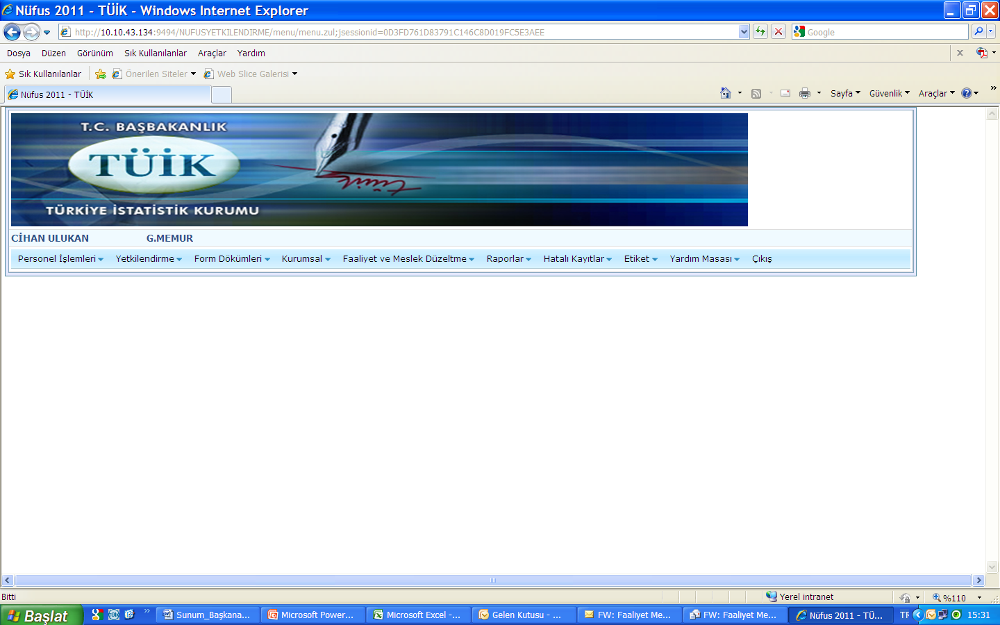 Nüfus 2011 - TÜİK - Windows Internet Explorer
http://10.10.43.134:9494/NUFUSYETKILENDIRME/menu/menu.zul;jsessionid=0D3FD761D83791C146C8D019FC5E3AEE
Google
Dosya Düzen Görünüm Sık Kullanılanlar Araçlar Yardım
Sık Kullanılanlar Önerilen Siteler Web Slice Galerisi
Nüfus 2011 - TÜİK
Sayfa Güvenlik Araçlar
T.C. BAŞBAKANLIK
TÜİK
tüik
TÜRKİYE İSTATİSTİK KURUMU
CİHAN ULUKAN G.MEMUR
Personel İşlemleri Yetkilendirme Form Dökümleri Kurumsal Faaliyet ve Meslek Düzeltme Raporlar Hatalı Kayıtlar Etiket Yardım Masası Çıkış
Bitti Yerel intranet %110
Başlat Sunum_Başkana... Microsoft Power... Microsoft Excel -... Gelen Kutusu - ... FW: Faaliyet Me... FW: Faaliyet Me... Nüfus 2011 - TÜ... TR 15:31